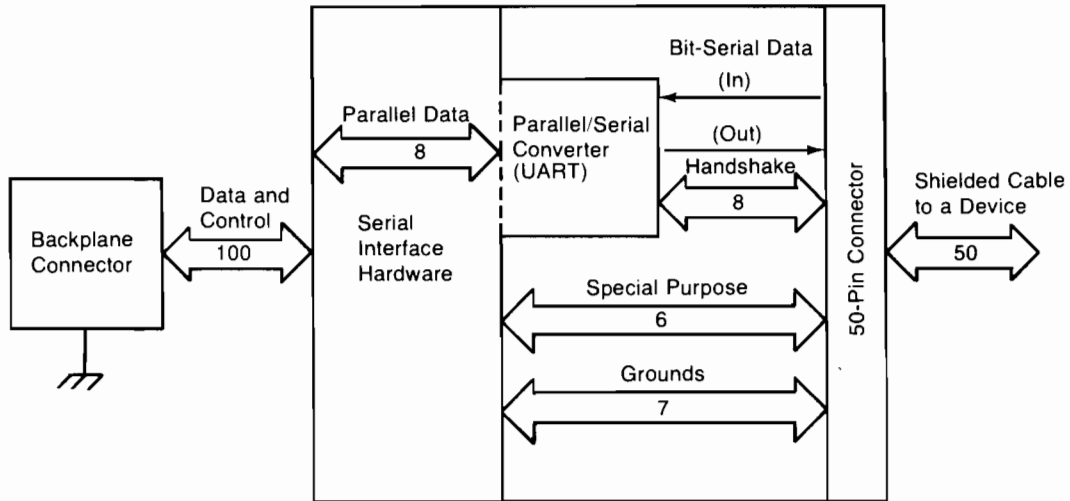 Bit-Serial Data
(In)
Parallel Data
8
Parallel/Serial
Converter
(UART)
(Out)
Handshake
8
Data and
Control
100
Backplane
Connector
Serial
Interface
Hardware
Special Purpose
6
Grounds
7
50-Pin Connector
Shielded Cable
to a Device
50